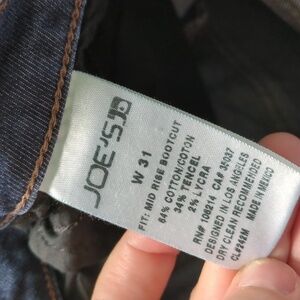 JOE'S JD
W 31
FIT: MID RISE BOOTCUT
64% COTTON/COTON
34% TENCEL
2% LYCRA
RN# 106214 CA# 35037
DESIGNED IN LOS ANGELES
DRY CLEAN RECOMMENDED
MADE IN MEXICO